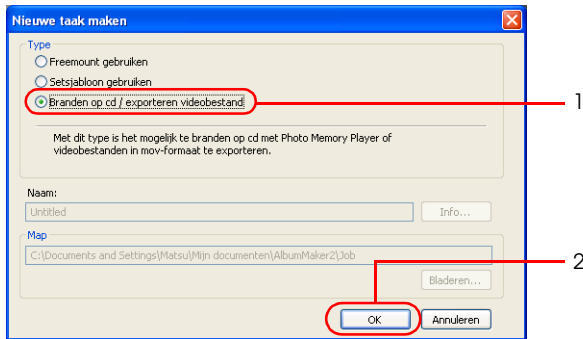 Nieuwe taak maken
Type
Freemount gebruiken
Setsjabloon gebruiken
Branden op cd / exporteren videobestand
1
Met dit type is het mogelijk te branden op cd met Photo Memory Player of
videobestanden in mov-formaat te exporteren.
Naam:
Untitled
Info...
Map
C:\Documents and Settings\Matsu\Mijn documenten\AlbumMaker2\Job
2
Bladeren...
OK
Annuleren